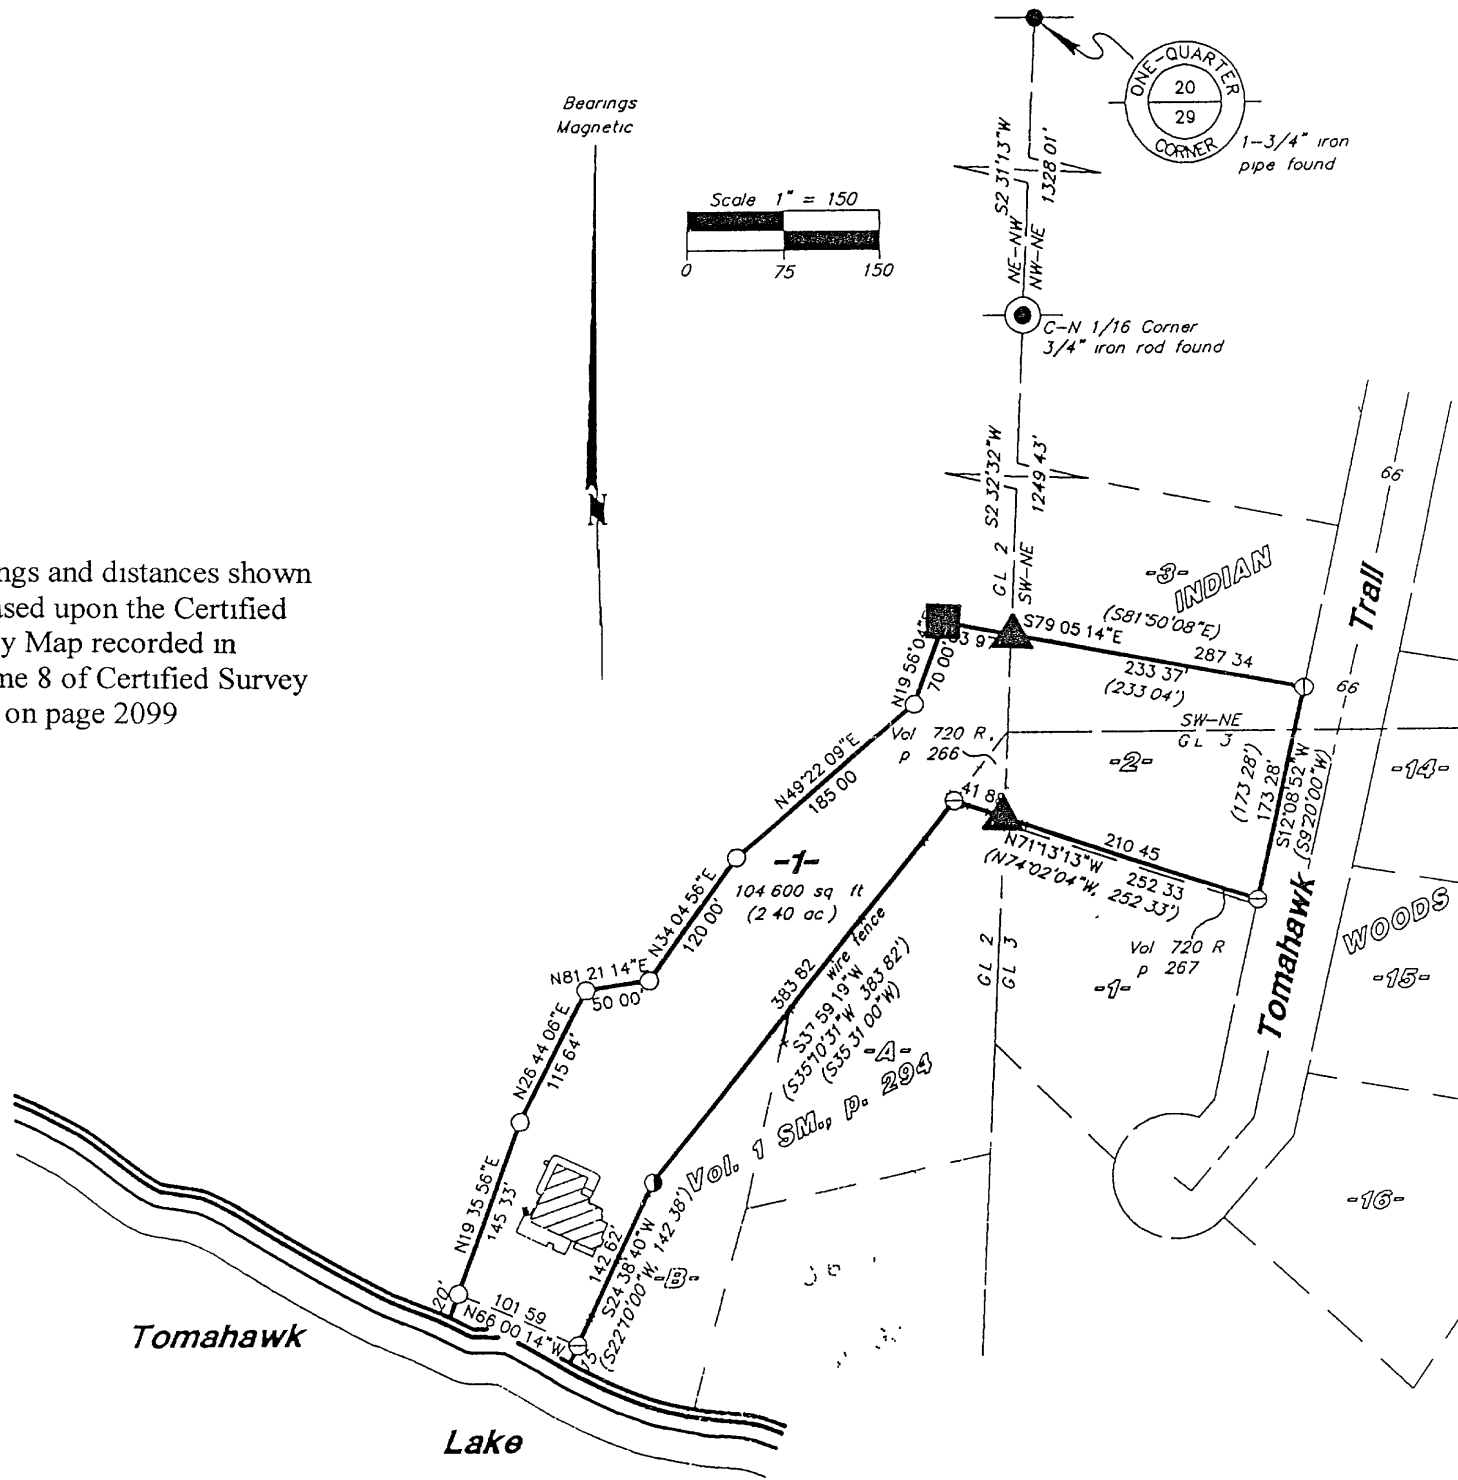 ONE-QUARTER
CORNER
20
29
1-3/4" iron
pipe found
Bearings
Magnetic
N
Scale 1" = 150
0 75 150
S2 31'13"W
1328 01'
NE-NW
NW-NE
C-N 1/16 Corner
3/4" iron rod found
S2 32'32"W
1249 43'
GL 2
SW-NE
ngs and distances shown
ased upon the Certified
y Map recorded in
me 8 of Certified Survey
on page 2099
-3-
INDIAN
66
Trail
66
S79 05 14"E
(S81°50'08"E)
287 34
233 37'
(233 04')
N19 56'04"E
70 00'
SW-NE
GL 3
Vol 720 R,
p 266
-2-
-14-
(173 28')
173 28'
S12°08'52"W
(S9°20'00"W)
N49°22 09"E
185 00
N71°13'13"W
(N74°02'04"W, 252 33')
210 45
252 33
-1-
104 600 sq ft
(2 40 ac)
N34 04 56"E
120 00'
383 82
wire fence
S37 59 19"W
(S35°10'31"W 383 82')
(S35 31 00"W)
GL 2
GL 3
Vol 720 R
p 267
WOODS
-15-
-1-
Tomahawk
N81 21 14"E
50 00'
N26 44 06"E
115 64'
-A-
Vol. 1 SM., p. 294
-16-
N19 35 56"E
145 33'
142 62'
S24 38'40"W
(S22°10'00"W, 142 38')
-B-
20'
101 59
N66 00 14"W
15'
Tomahawk
Lake